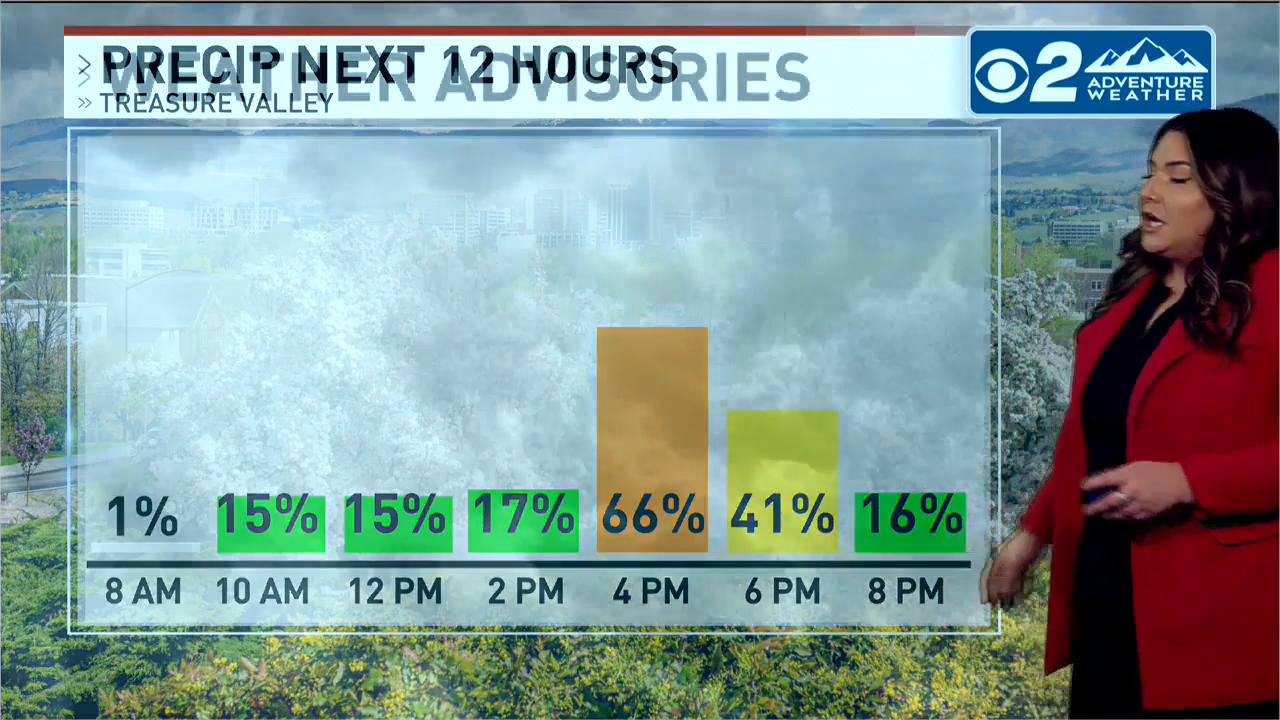 » PRECIP NEXT 12 HOURS
WEATHER ADVISORIES
» TREASURE VALLEY
2 ADVENTURE
WEATHER
1% 15% 15% 17% 66% 41% 16%
8 AM 10 AM 12 PM 2 PM 4 PM 6 PM 8 PM